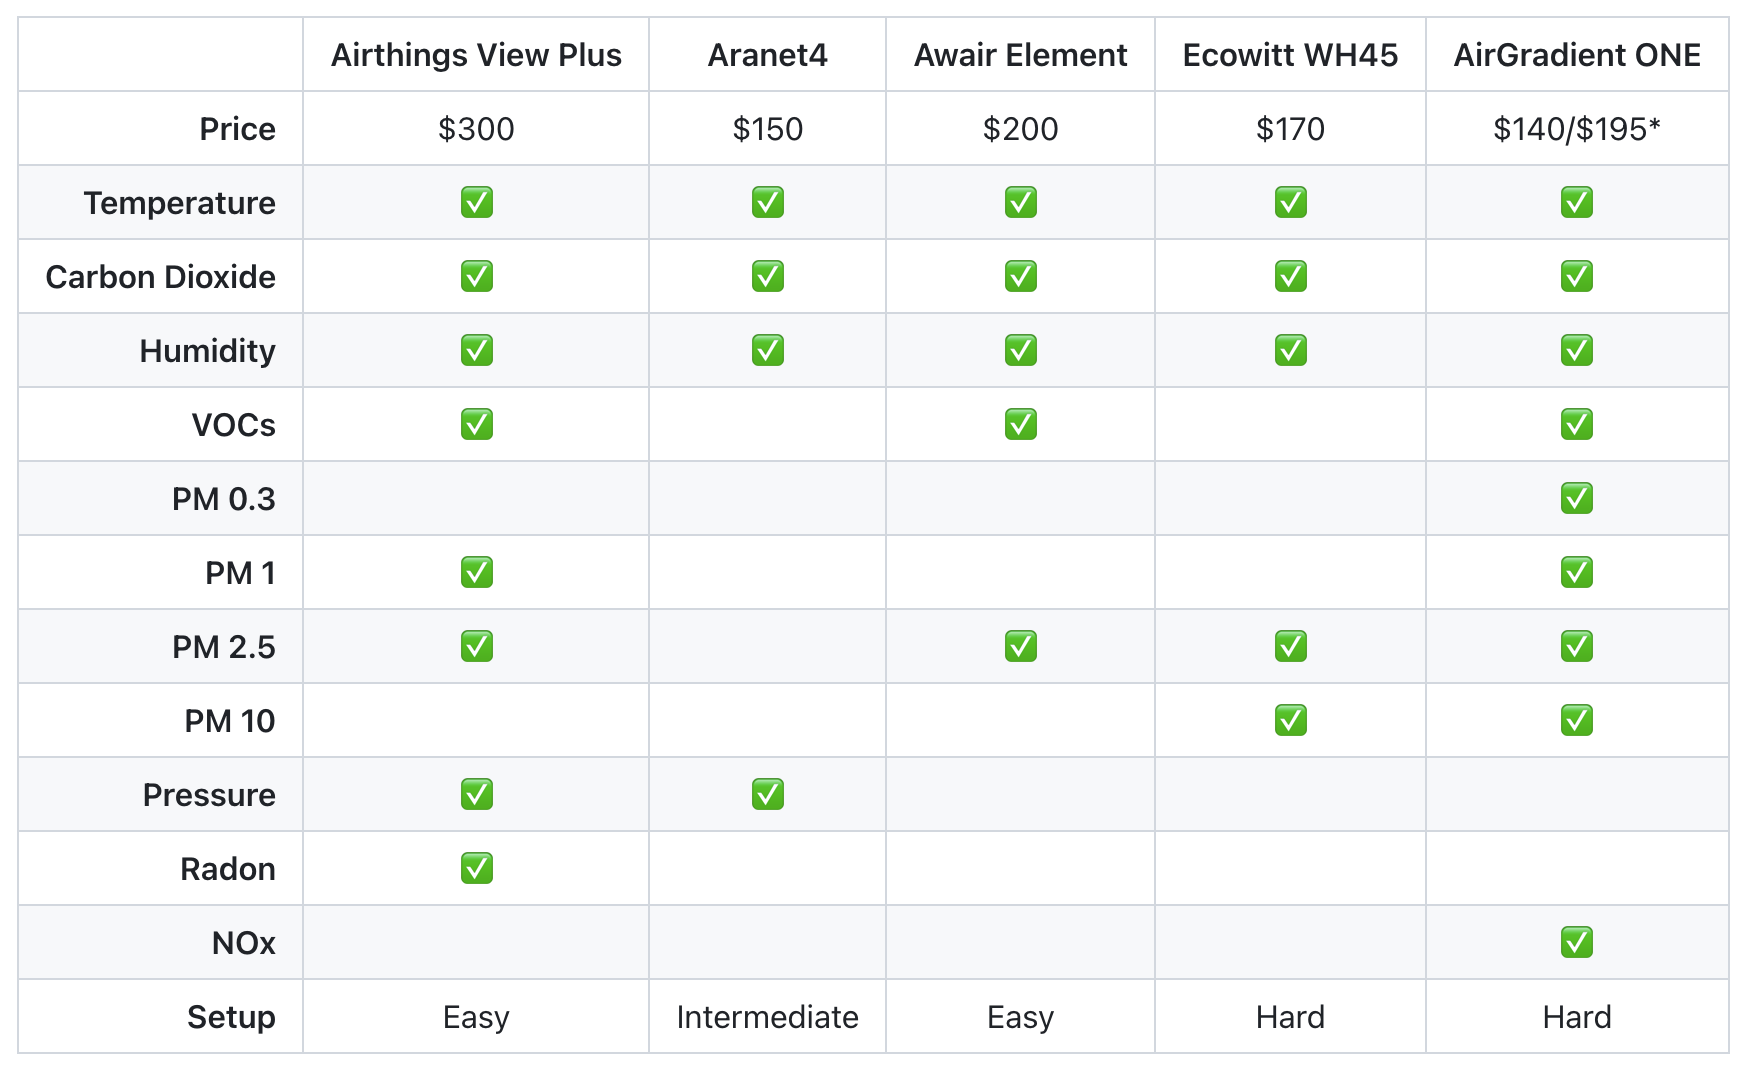 Airthings View Plus Aranet4 Awair Element Ecowitt WH45 AirGradient ONE
Price $300 $150 $200 $170 $140/$195*
Temperature ✅ ✅ ✅ ✅ ✅
Carbon Dioxide ✅ ✅ ✅ ✅ ✅
Humidity ✅ ✅ ✅ ✅ ✅
VOCs ✅ ✅ ✅
PM 0.3 ✅
PM 1 ✅ ✅
PM 2.5 ✅ ✅ ✅ ✅
PM 10 ✅ ✅
Pressure ✅ ✅
Radon ✅
NOx ✅
Setup Easy Intermediate Easy Hard Hard